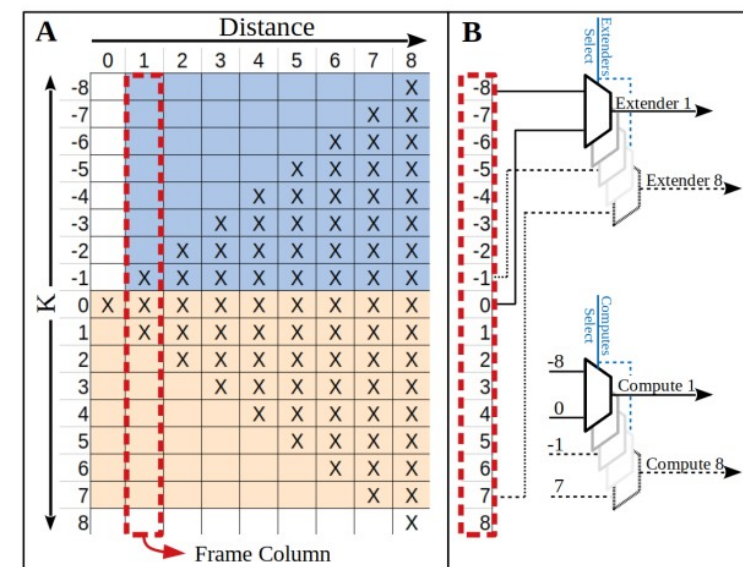 A
Distance
0 1 2 3 4 5 6 7 8
-8 X
-7 X X
-6 X X X
-5 X X X X
-4 X X X X X
-3 X X X X X X
-2 X X X X X X X
-1 X X X X X X X X
0 X X X X X X X X X
1 X X X X X X X X
2 X X X X X X X
3 X X X X X X
4 X X X X X
5 X X X X
6 X X X
7 X X
8 X
K
Frame Column
B
-8
-7
-6
-5
-4
-3
-2
-1
0
1
2
3
4
5
6
7
8
Extenders
Select
Extender 1
Extender 8
Computes
Select
-8
Compute 1
0
-1
Compute 8
7